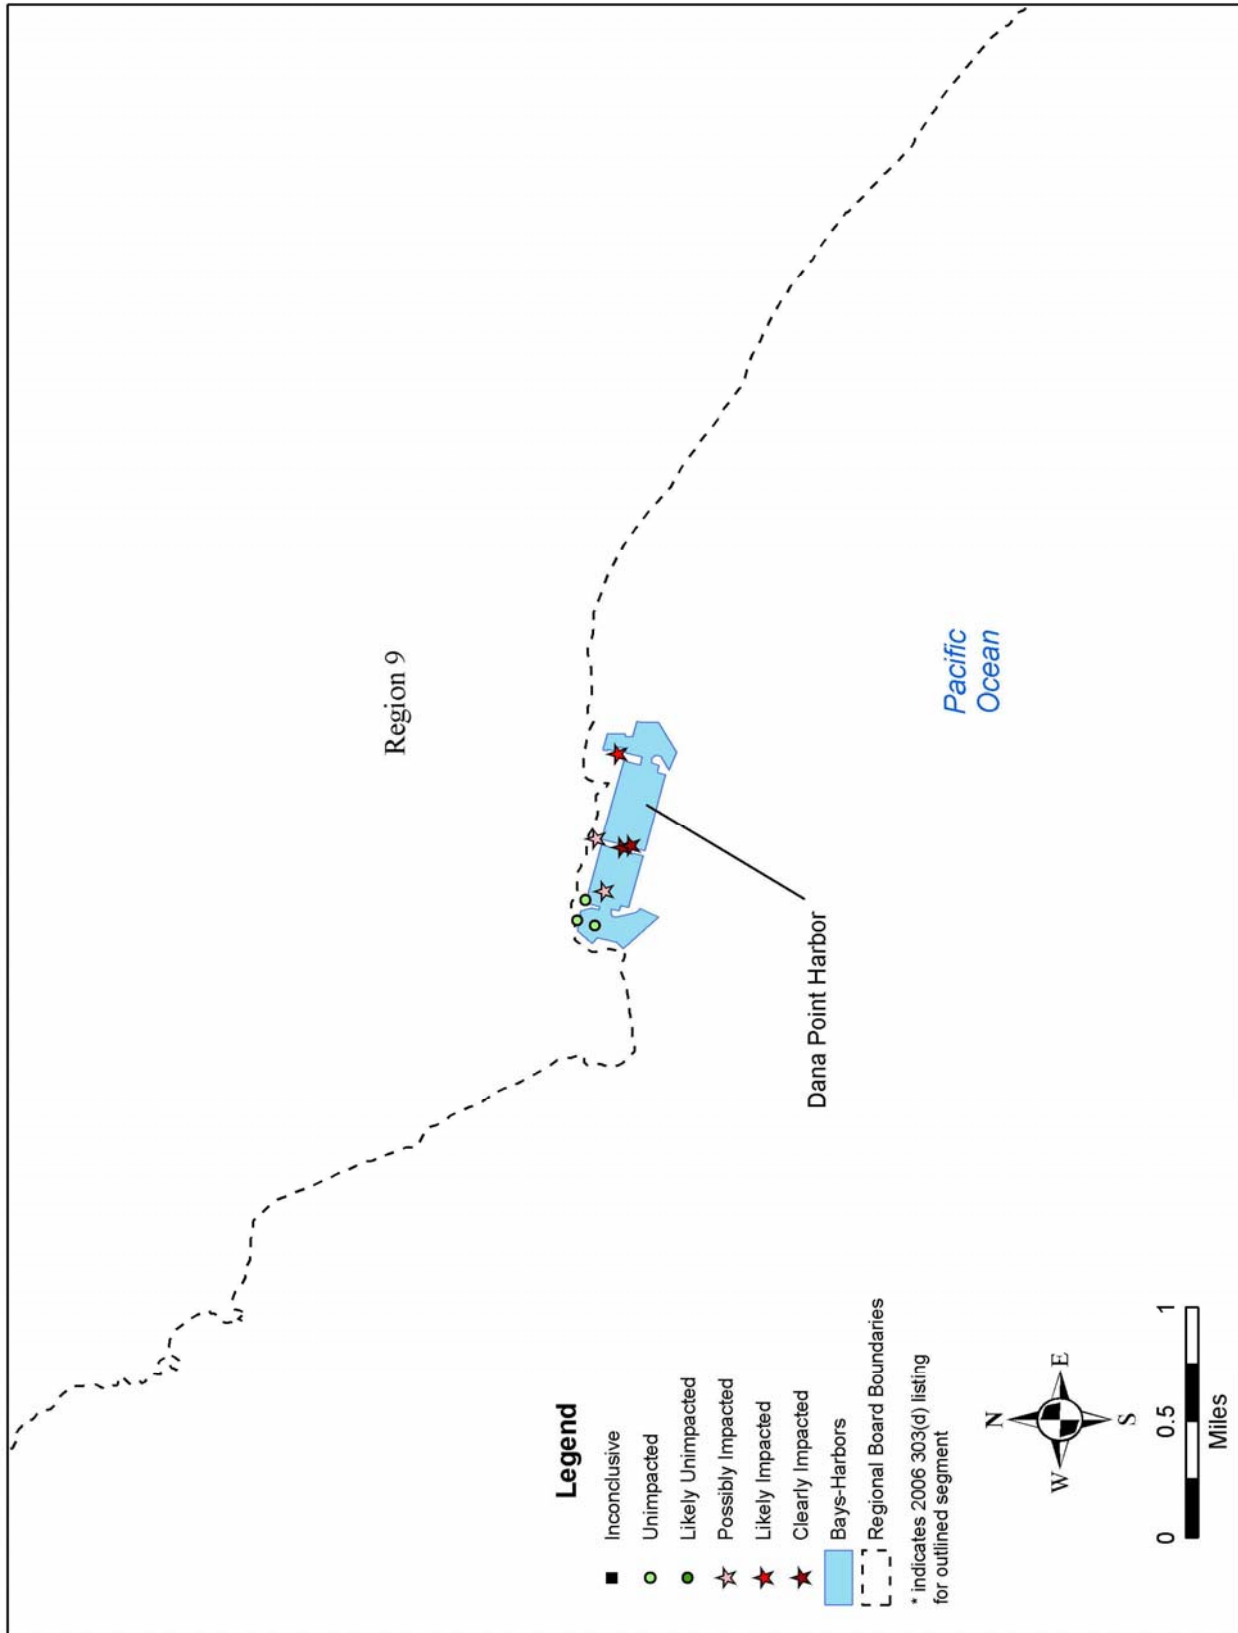 Region 9
Pacific
Ocean
Dana Point Harbor
Legend
Inconclusive
Unimpacted
Likely Unimpacted
Possibly Impacted
Likely Impacted
Clearly Impacted
Bays-Harbors
Regional Board Boundaries
* indicates 2006 303(d) listing
for outlined segment
N
W E
S
0 0.5 1
Miles